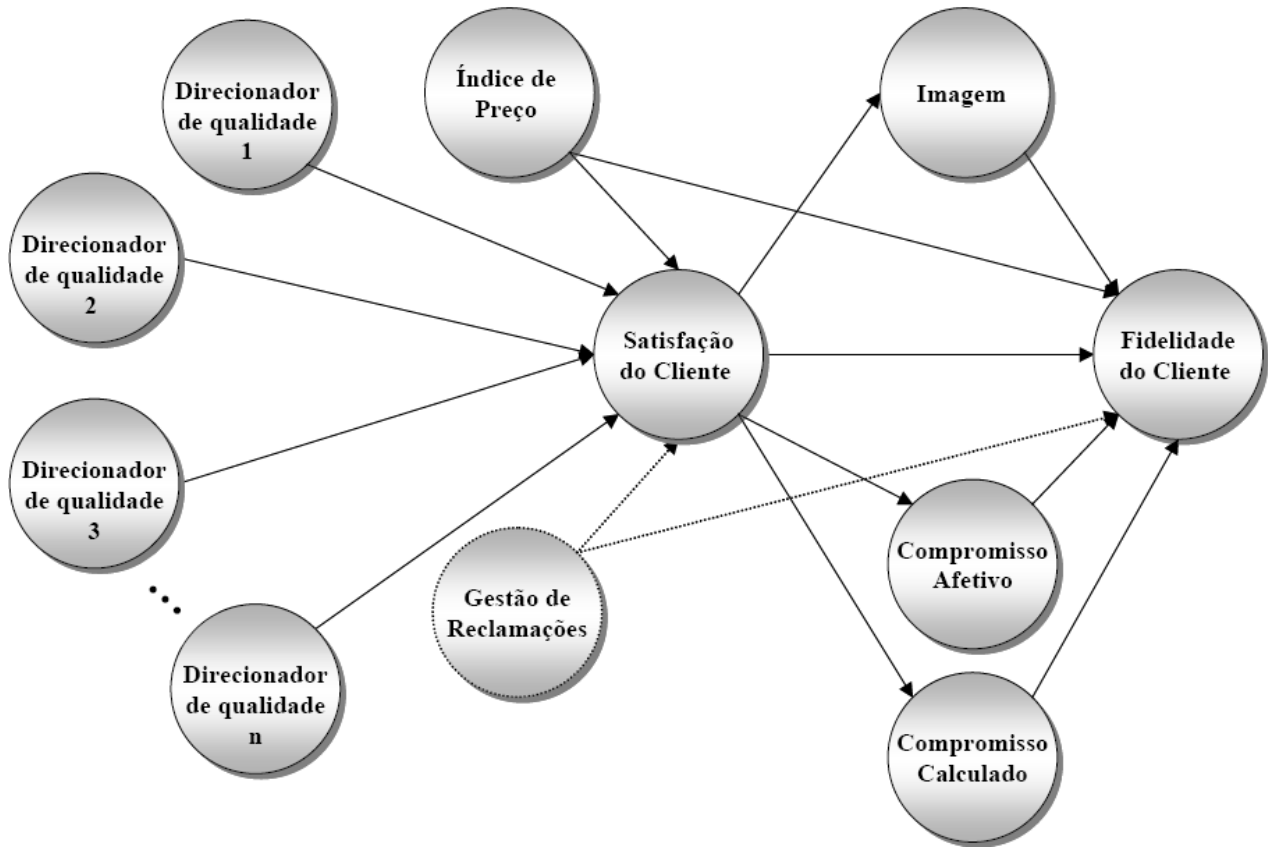 Direcionador
de qualidade
1
Índice de
Preço
Imagem
Direcionador
de qualidade
2
Satisfação
do Cliente
Fidelidade
do Cliente
Direcionador
de qualidade
3
Gestão de
Reclamações
Compromisso
Afetivo
Direcionador
de qualidade
n
Compromisso
Calculado